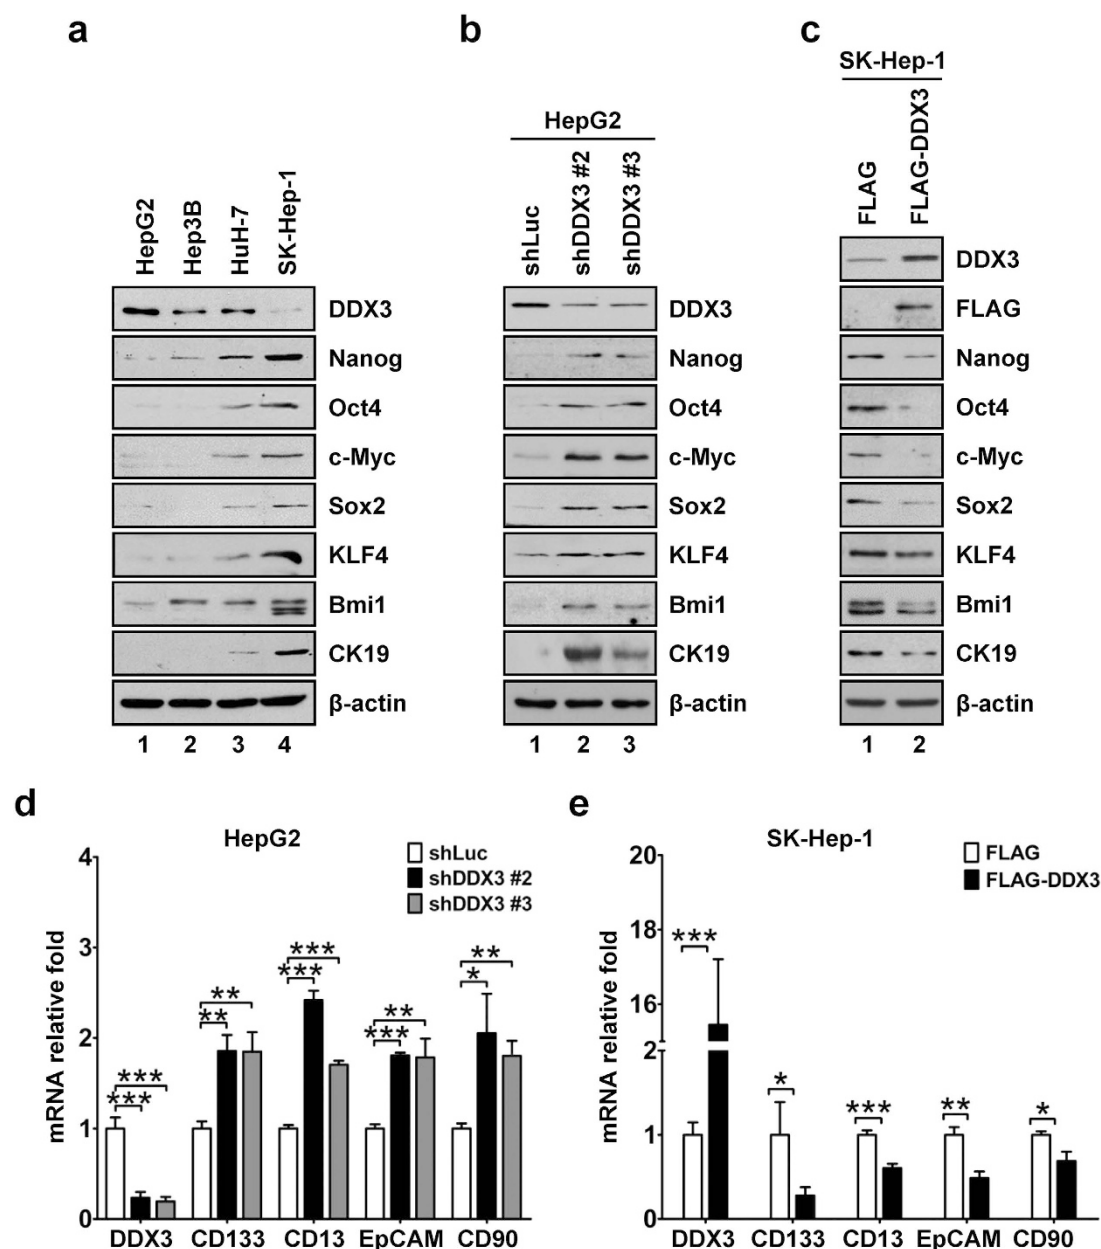 a
HepG2
Hep3B
HuH-7
SK-Hep-1
DDX3
Nanog
Oct4
c-Myc
Sox2
KLF4
Bmi1
CK19
β-actin
1 2 3 4
b
HepG2
shLuc
shDDX3 #2
shDDX3 #3
DDX3
Nanog
Oct4
c-Myc
Sox2
KLF4
Bmi1
CK19
β-actin
1 2 3
c
SK-Hep-1
FLAG
FLAG-DDX3
DDX3
FLAG
Nanog
Oct4
c-Myc
Sox2
KLF4
Bmi1
CK19
β-actin
1 2
d
HepG2
shLuc
shDDX3 #2
shDDX3 #3
mRNA relative fold
4
3
2
1
0
*** ***
** **
*** ***
*** **
* **
DDX3 CD133 CD13 EpCAM CD90
e
SK-Hep-1
FLAG
FLAG-DDX3
mRNA relative fold
20
18
16
2
1
0
***
*
***
**
*
DDX3 CD133 CD13 EpCAM CD90